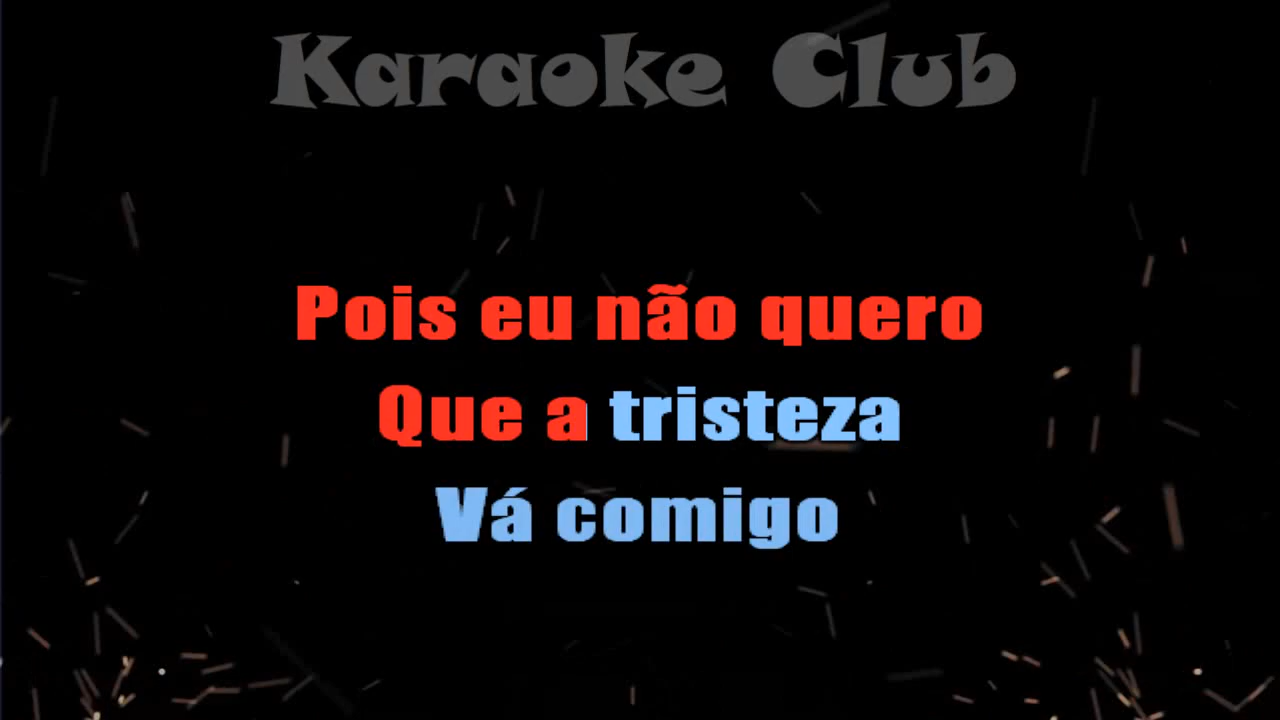 Karaoke Club
Pois eu não quero
Que a tristeza
Vá comigo